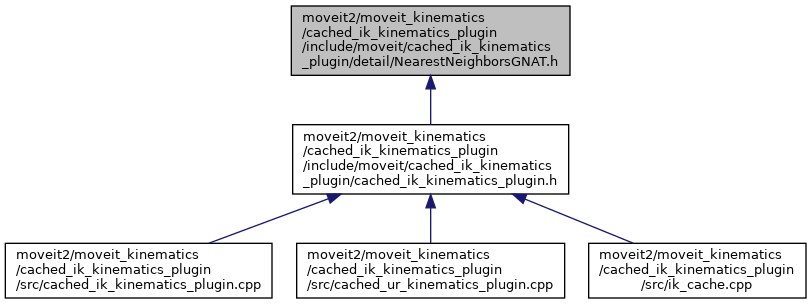 moveit2/moveit_kinematics
/cached_ik_kinematics_plugin
/include/moveit/cached_ik_kinematics
_plugin/detail/NearestNeighborsGNAT.h
moveit2/moveit_kinematics
/cached_ik_kinematics_plugin
/include/moveit/cached_ik_kinematics
_plugin/cached_ik_kinematics_plugin.h
moveit2/moveit_kinematics
/cached_ik_kinematics_plugin
/src/cached_ik_kinematics_plugin.cpp
moveit2/moveit_kinematics
/cached_ik_kinematics_plugin
/src/cached_ur_kinematics_plugin.cpp
moveit2/moveit_kinematics
/cached_ik_kinematics_plugin
/src/ik_cache.cpp